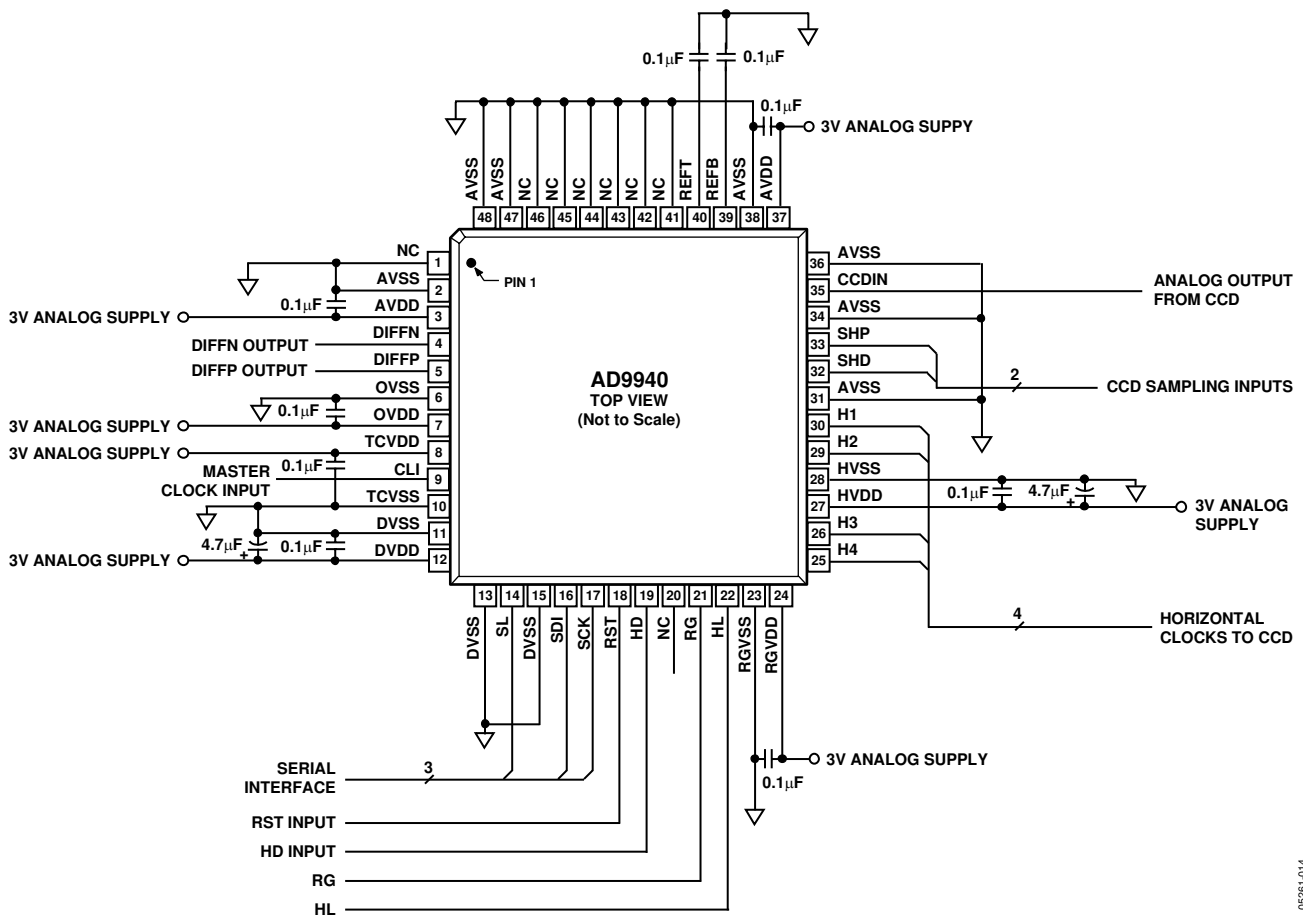 0.1μF
0.1μF
0.1μF
3V ANALOG SUPPY
AVSS
AVSS
NC
NC
NC
NC
NC
NC
REFT
REFB
AVSS
AVDD
48
47
46
45
44
43
42
41
40
39
38
37
NC
1
AVSS
2
0.1μF
3V ANALOG SUPPLY
AVDD
3
DIFFN OUTPUT
DIFFN
4
DIFFP OUTPUT
DIFFP
5
OVSS
6
0.1μF
3V ANALOG SUPPLY
OVDD
7
3V ANALOG SUPPLY
TCVDD
8
0.1μF
MASTER
CLOCK INPUT
CLI
9
TCVSS
10
DVSS
11
4.7μF
+
0.1μF
3V ANALOG SUPPLY
DVDD
12
PIN 1
AD9940
TOP VIEW
(Not to Scale)
36
AVSS
35
CCDIN
ANALOG OUTPUT
FROM CCD
34
AVSS
33
SHP
32
SHD
2
CCD SAMPLING INPUTS
31
AVSS
30
H1
29
H2
28
HVSS
0.1μF
4.7μF
+
27
HVDD
3V ANALOG
SUPPLY
26
H3
25
H4
4
HORIZONTAL
CLOCKS TO CCD
13
14
15
16
17
18
19
20
21
22
23
24
DVSS
SL
DVSS
SDI
SCK
RST
HD
NC
RG
HL
RGVSS
RGVDD
3V ANALOG SUPPLY
0.1μF
SERIAL
INTERFACE
3
RST INPUT
HD INPUT
RG
HL
05261-014